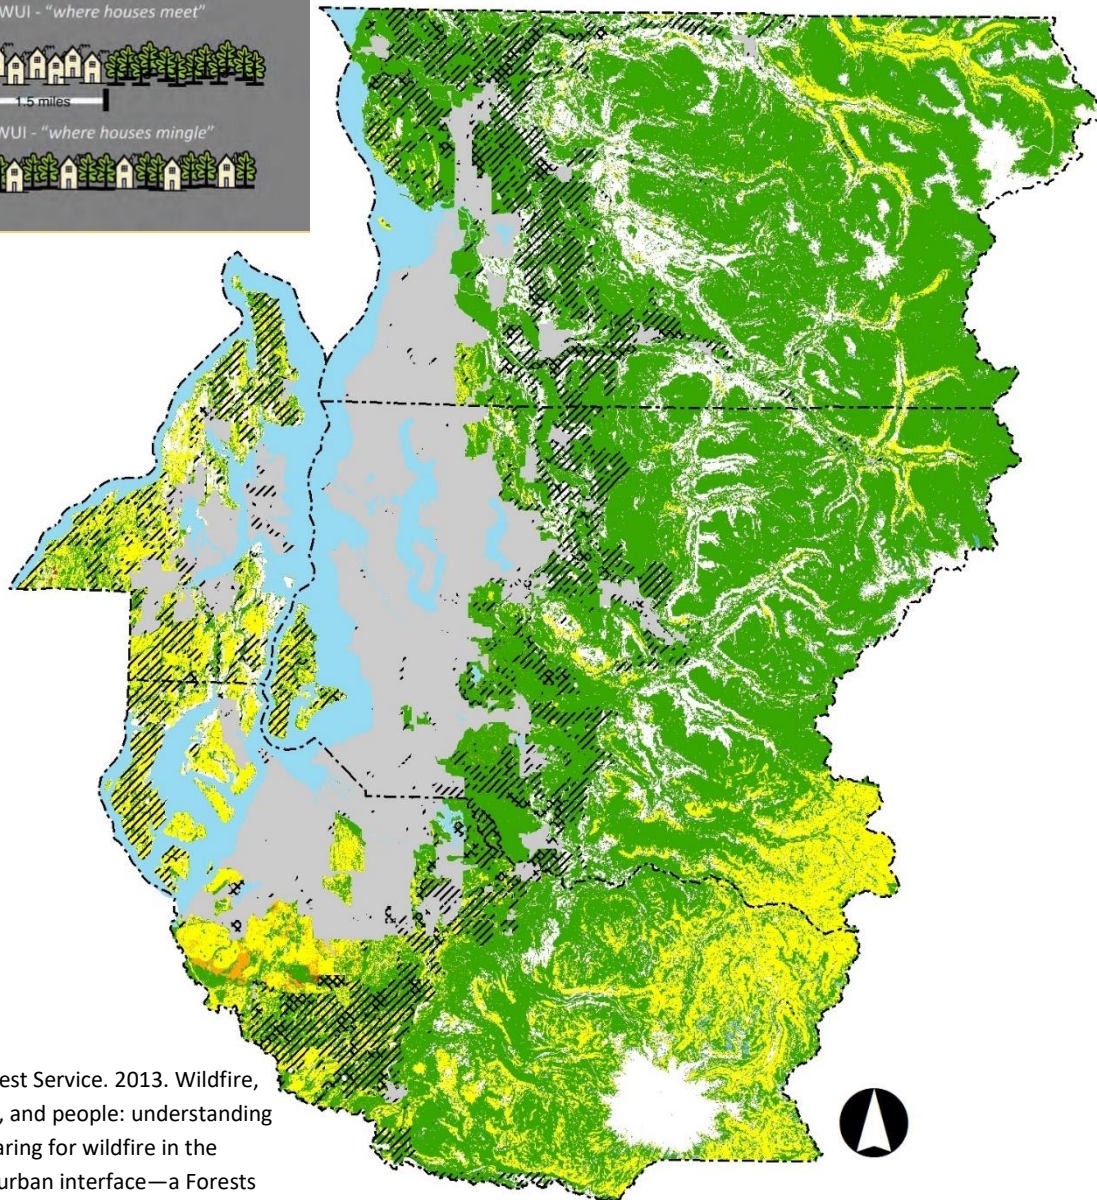 WUI - “where houses meet”
1.5 miles
WUI - “where houses mingle”
est Service. 2013. Wildfire,
, and people: understanding
aring for wildfire in the
urban interface—a Forests